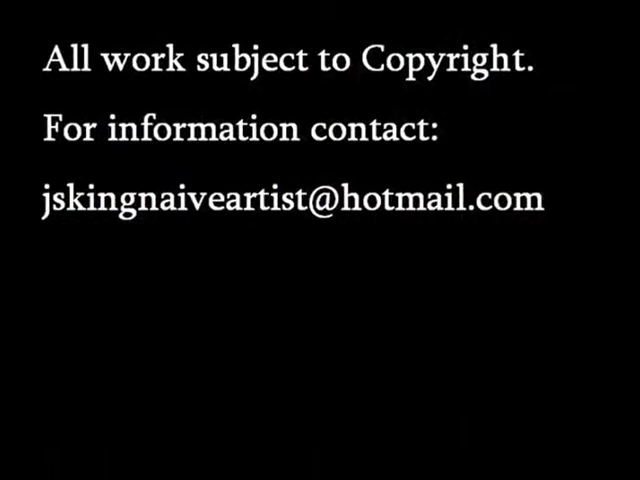 All work subject to Copyright.
For information contact:
jskingnaiveartist@hotmail.com